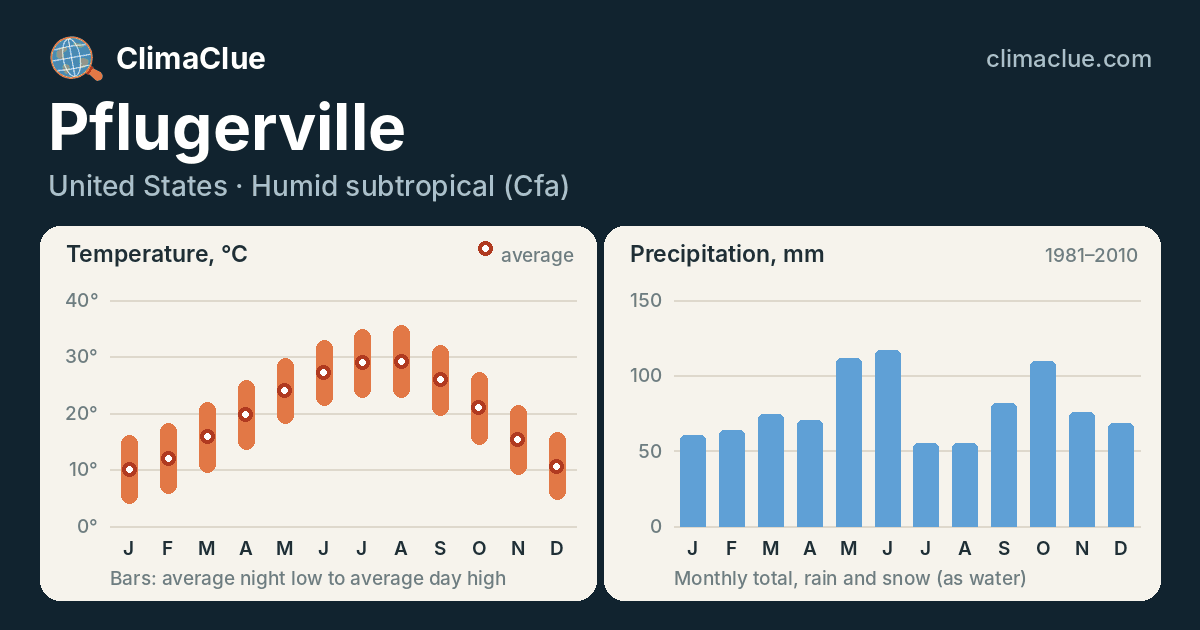 ClimaClue
climaclue.com
Pflugerville
United States · Humid subtropical (Cfa)
Temperature, °C
average
40°
30°
20°
10°
0°
J F M A M J J A S O N D
Bars: average night low to average day high
Precipitation, mm
1981–2010
150
100
50
0
J F M A M J J A S O N D
Monthly total, rain and snow (as water)